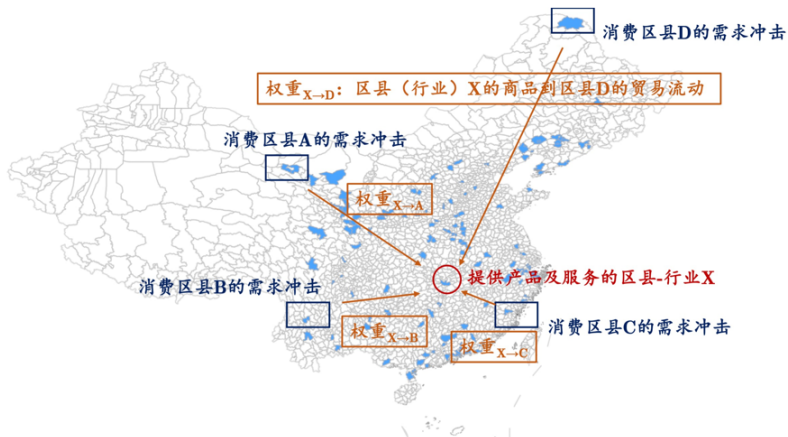 消费区县D的需求冲击
权重X→D：区县（行业）X的商品到区县D的贸易流动
消费区县A的需求冲击
权重X→A
提供产品及服务的区县-行业X
消费区县B的需求冲击
权重X→B
消费区县C的需求冲击
权重X→C